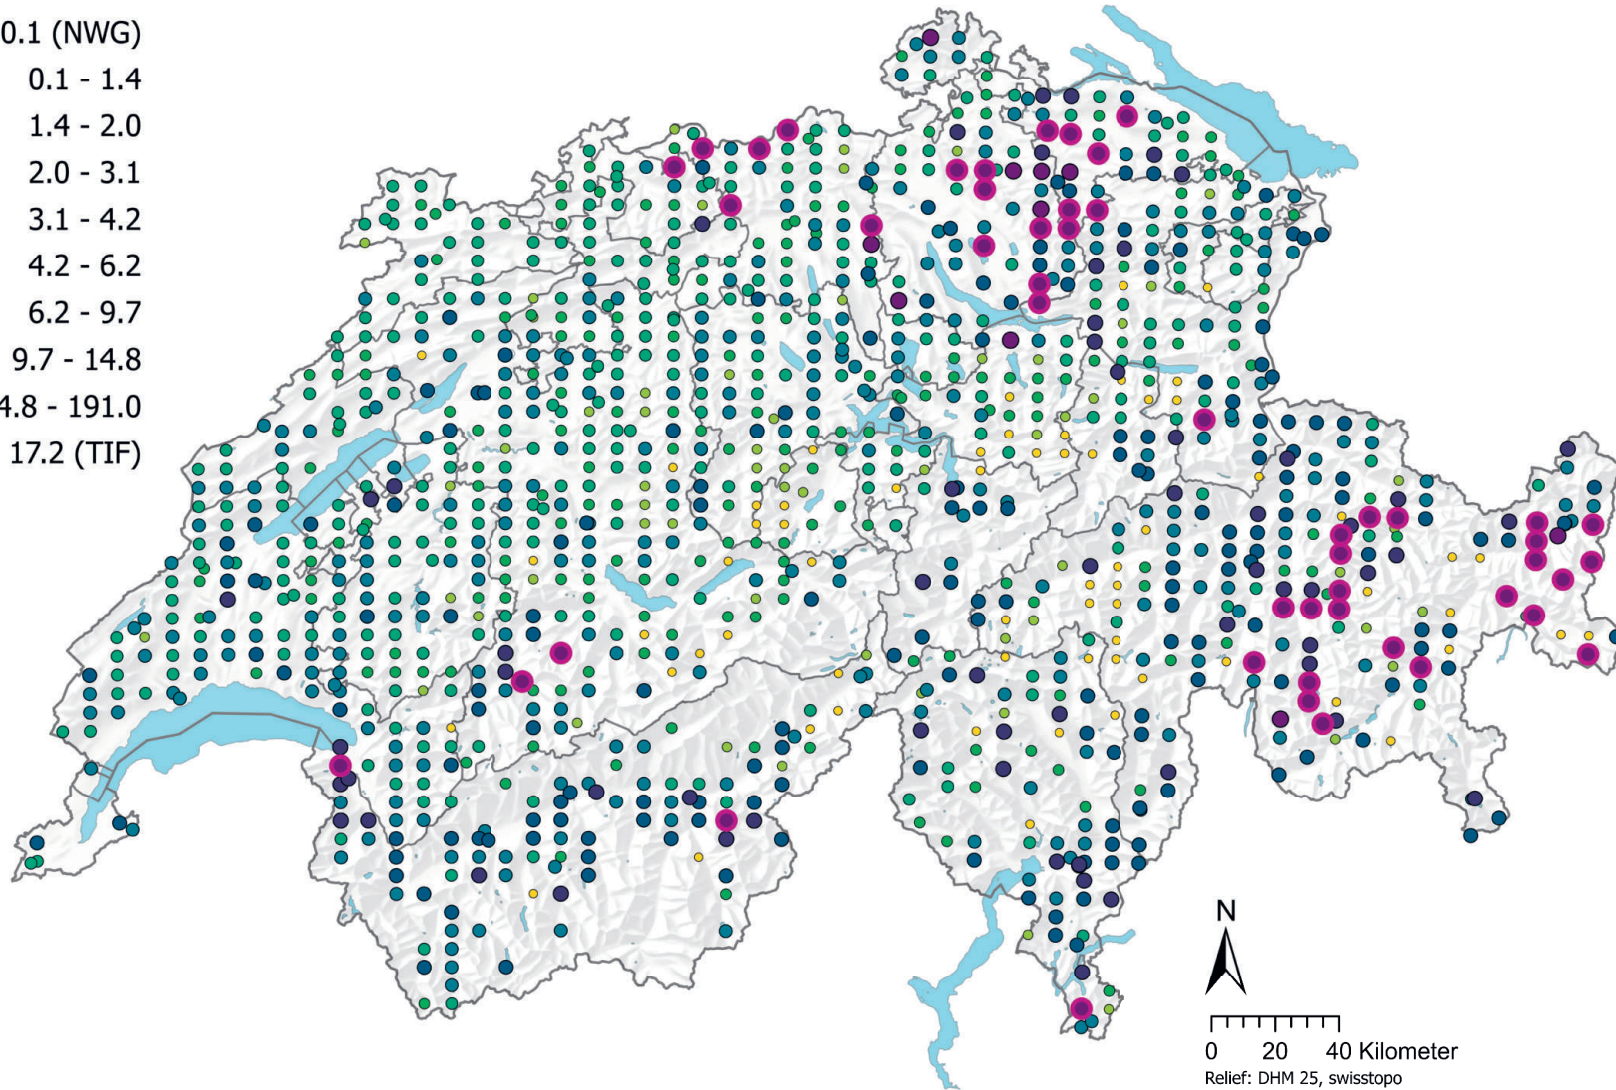 0.1 (NWG)
0.1 - 1.4
1.4 - 2.0
2.0 - 3.1
3.1 - 4.2
4.2 - 6.2
6.2 - 9.7
9.7 - 14.8
4.8 - 191.0
17.2 (TIF)
N
0 20 40 Kilometer
Relief: DHM 25, swisstopo